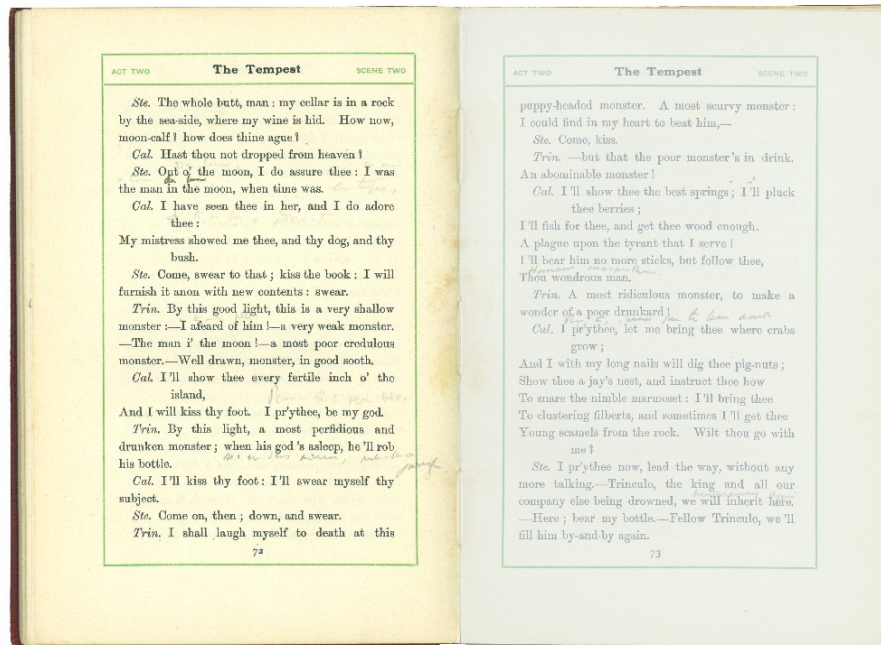 ACT TWO The Tempest SCENE TWO
Ste. The whole butt, man : my cellar is in a rock
by the sea-side, where my wine is hid. How now,
moon-calf ? how does thine ague ?
Cal. Hast thou not dropped from heaven ?
Ste. Out o' the moon, I do assure thee : I was
the man in the moon, when time was.
Cal. I have seen thee in her, and I do adore
thee :
My mistress showed me thee, and thy dog, and thy
bush.
Ste. Come, swear to that ; kiss the book : I will
furnish it anon with new contents : swear.
Trin. By this good light, this is a very shallow
monster :—I afeard of him !—a very weak monster.
—The man i' the moon !—a most poor credulous
monster.—Well drawn, monster, in good sooth.
Cal. I 'll show thee every fertile inch o' the
island,
And I will kiss thy foot. I pr'ythee, be my god.
Trin. By this light, a most perfidious and
drunken monster ; when his god 's asleep, he 'll rob
his bottle.
Cal. I'll kiss thy foot : I'll swear myself thy
subject.
Ste. Come on, then ; down, and swear.
Trin. I shall laugh myself to death at this
72
ACT TWO The Tempest SCENE TWO
puppy-headed monster. A most scurvy monster :
I could find in my heart to beat him,—
Ste. Come, kiss.
Trin. —but that the poor monster's in drink.
An abominable monster !
Cal. I 'll show thee the best springs ; I 'll pluck
thee berries ;
I'll fish for thee, and get thee wood enough.
A plague upon the tyrant that I serve !
I 'll bear him no more sticks, but follow thee,
Thou wondrous man.
Trin. A most ridiculous monster, to make a
wonder of a poor drunkard !
Cal. I pr'ythee, let me bring thee where crabs
grow ;
And I with my long nails will dig thee pig-nuts ;
Show thee a jay's nest, and instruct thee how
To snare the nimble marmoset : I'll bring thee
To clustering filberts, and sometimes I 'll get thee
Young scamels from the rock. Wilt thou go with
me ?
Ste. I pr'ythee now, lead the way, without any
more talking.—Trinculo, the king and all our
company else being drowned, we will inherit here.
—Here ; bear my bottle.—Fellow Trinculo, we 'll
fill him by-and-by again.
73